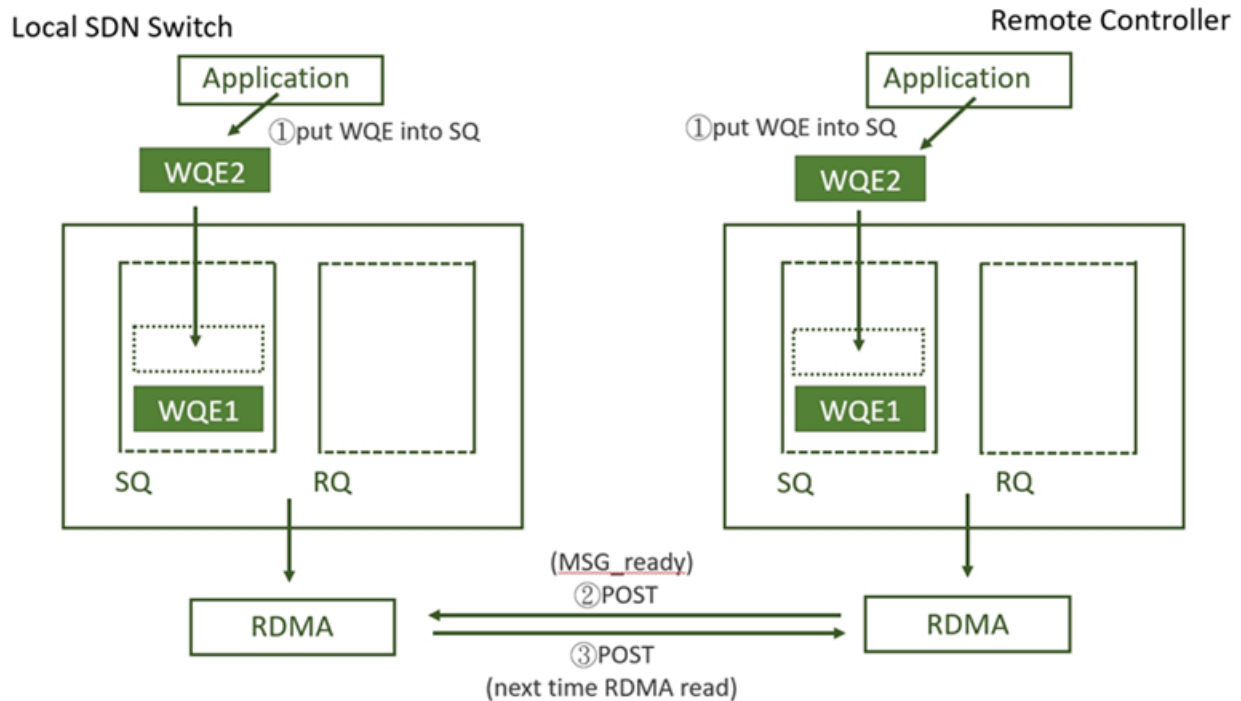 Local SDN Switch
Remote Controller
Application
Application
①put WQE into SQ
①put WQE into SQ
WQE2
WQE2
WQE1
WQE1
SQ
RQ
SQ
RQ
(MSG_ready)
②POST
RDMA
RDMA
③POST
(next time RDMA read)